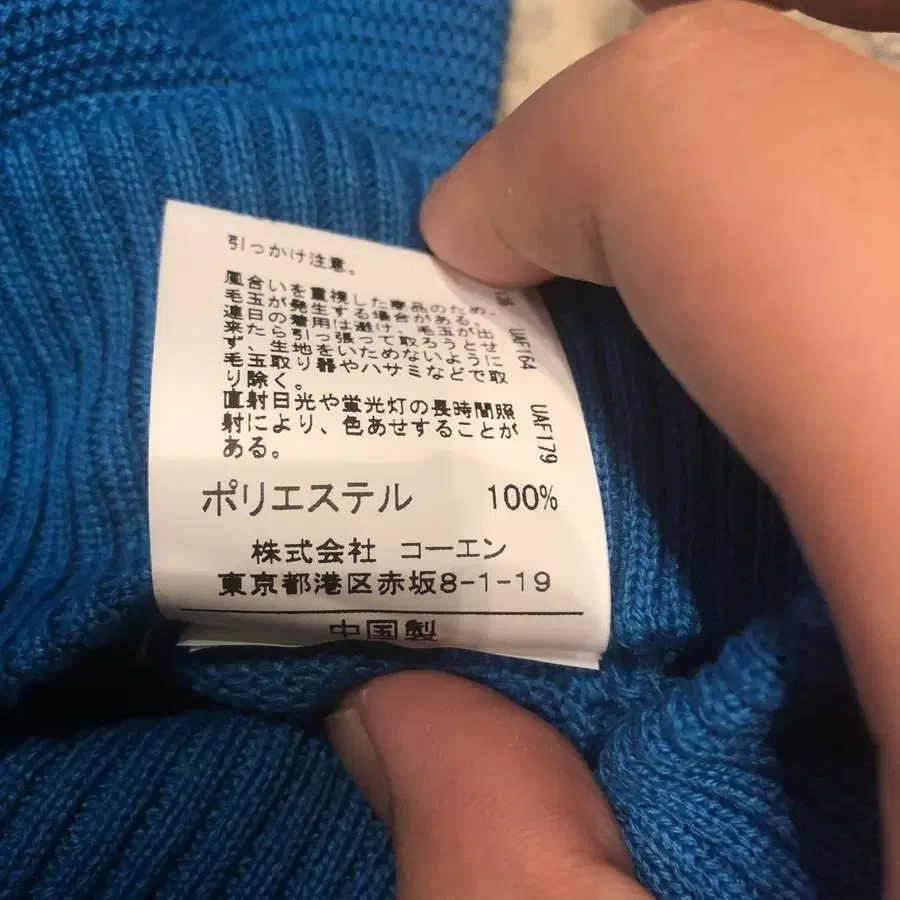 引っかけ注意。
風合いを重視した商品のため、
毛玉が発生する場合がある。
連日の着用は避け、毛玉が出
来たら引っ張って取ろうとせ
ず、生地をいためないように
毛玉取り器やハサミなどで取
り除く。
直射日光や蛍光灯の長時間照
射により、色あせすることが
ある。
UAF164
UAF179
ポリエステル 100%
株式会社 コーエン
東京都港区赤坂8-1-19
中国製